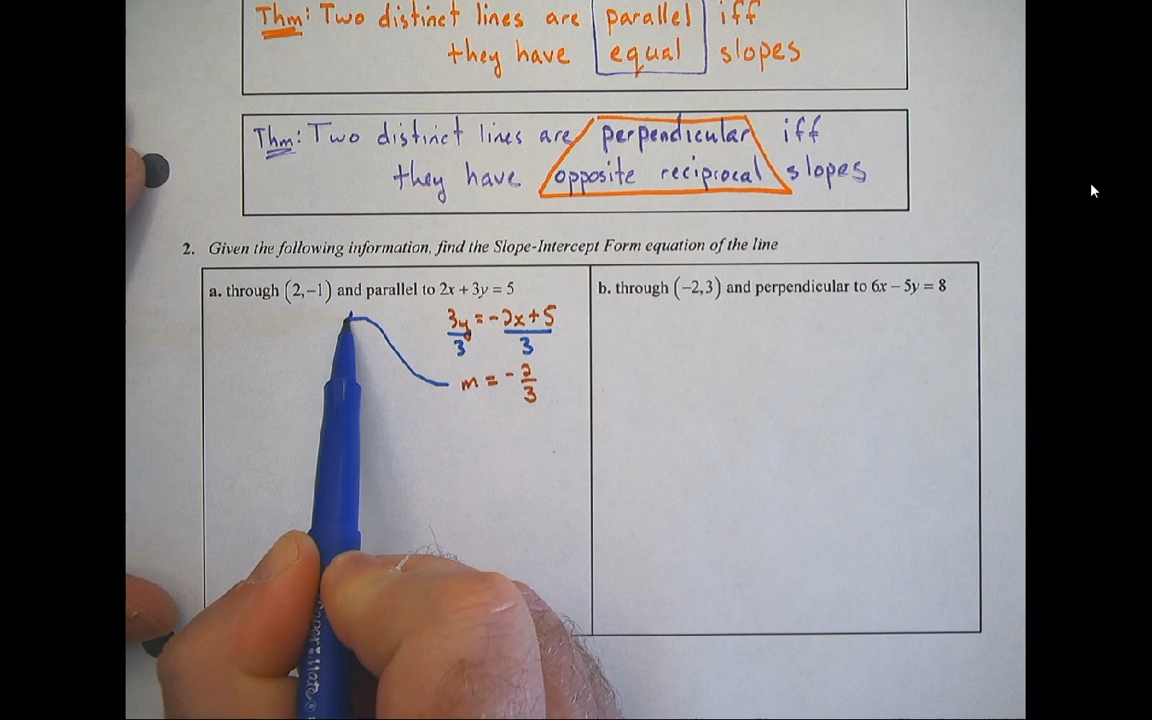 Thm: Two distinct lines are parallel iff
they have equal slopes
Thm: Two distinct lines are perpendicular iff
they have opposite reciprocal slopes
2. Given the following information, find the Slope-Intercept Form equation of the line
a. through (2,−1) and parallel to 2x + 3y = 5
3y = -2x+5
3 3
m = -2/3
b. through (−2,3) and perpendicular to 6x − 5y = 8